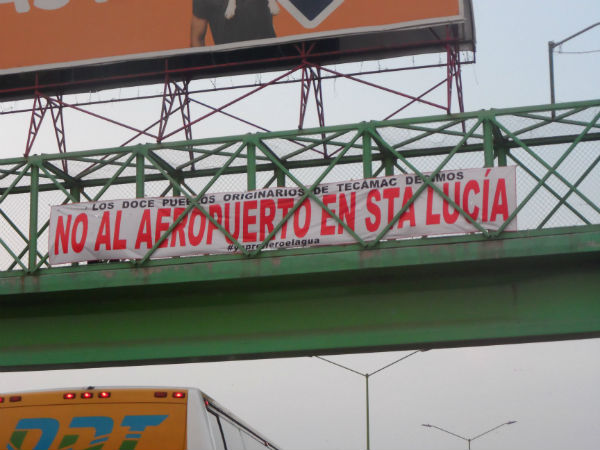 LOS DOCE PUEBLOS ORIGINARIOS DE TECAMAC DECIMOS
NO AL AEROPUERTO EN STA LUCÍA
#yoprefieroelagua